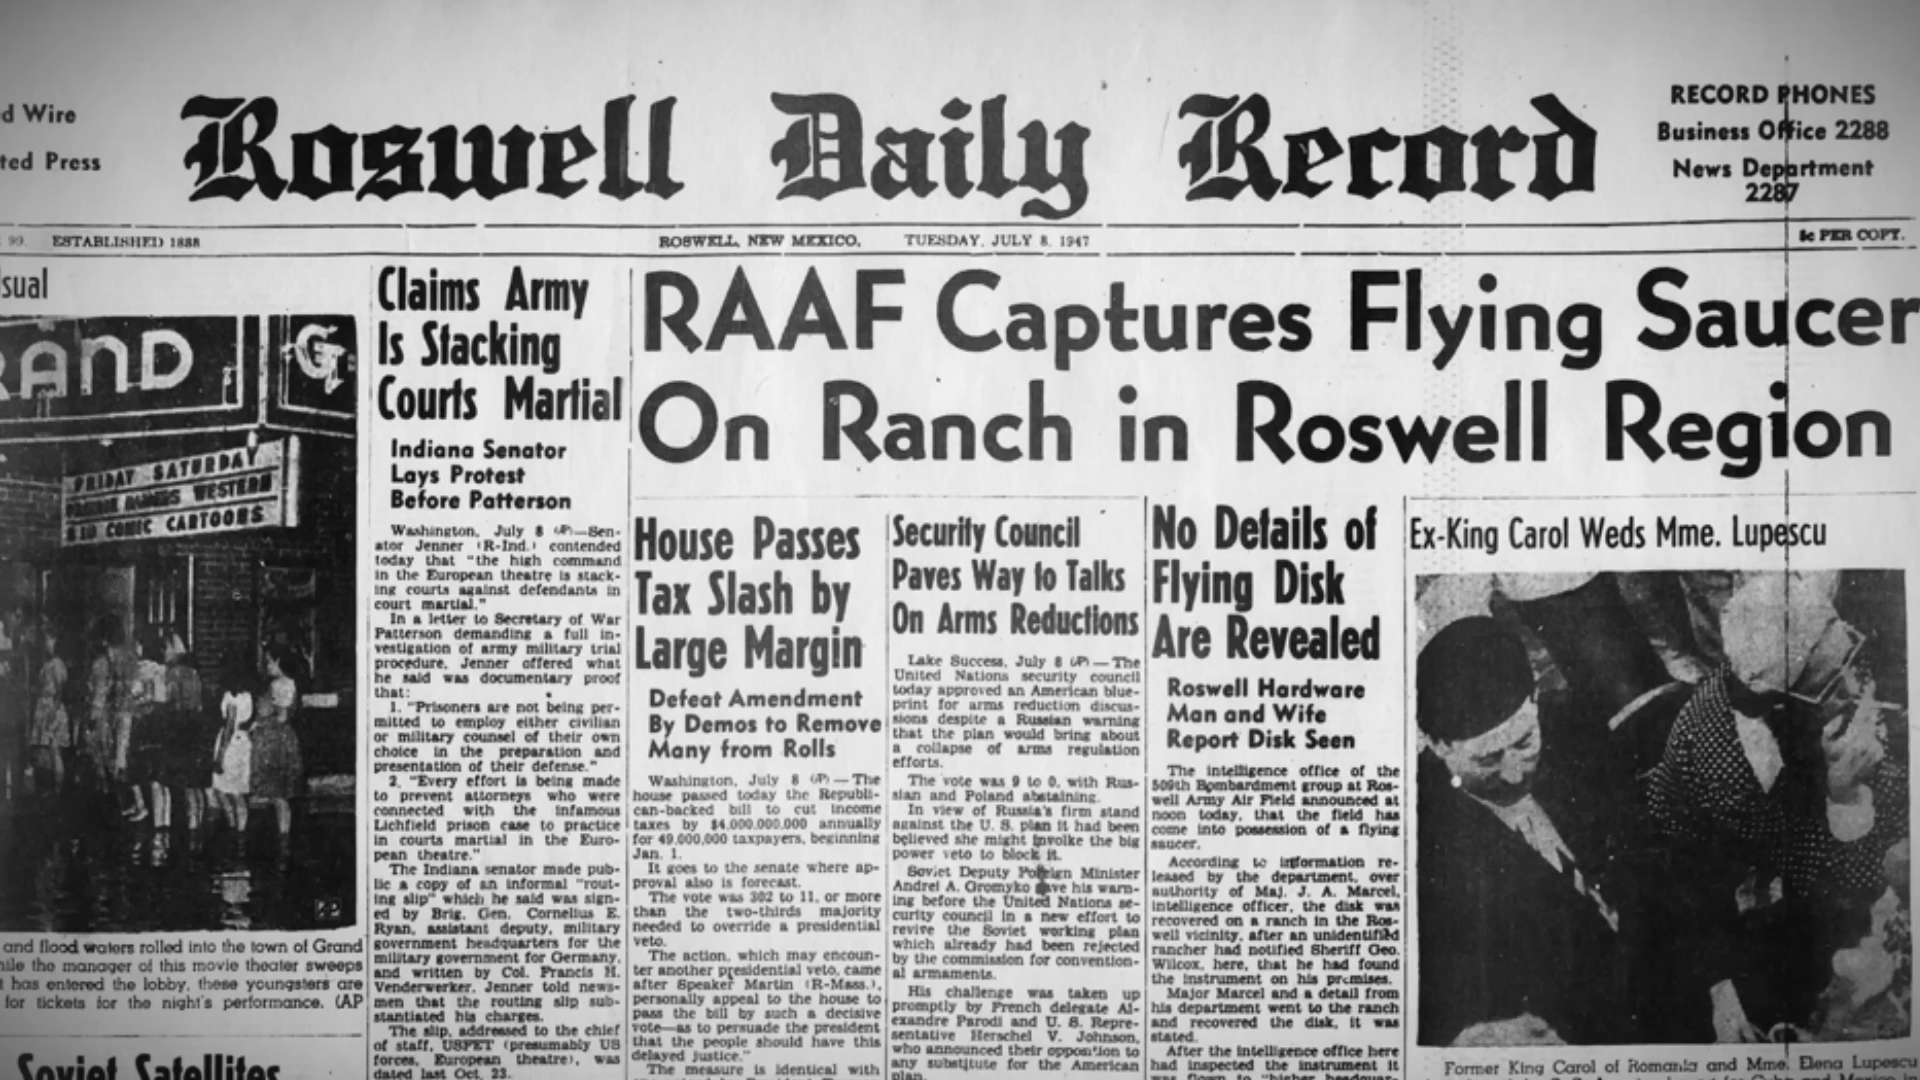 d Wire
ted Press
Roswell Daily Record
RECORD PHONES
Business Office 2288
News Department
2287
99 ESTABLISHED 1888
ROSWELL, NEW MEXICO, TUESDAY, JULY 8, 1947
5c PER COPY.
sual
RAND
G
FRIDAY SATURDAY
WESTERN
COMIC CARTOONS
and flood waters rolled into the town of Grand
ile the manager of this movie theater sweeps
t has entered the lobby, these youngsters are
for tickets for the night's performance. (AP
Soviet Satellites
Claims Army
Is Stacking
Courts Martial
Indiana Senator
Lays Protest
Before Patterson
Washington, July 8 (AP)—Sen-
ator Jenner (R-Ind.) contended
today that "the high command
in the European theatre is stack-
ing courts against defendants in
court martial."
In a letter to Secretary of War
Patterson demanding a full in-
vestigation of army military trial
procedure, Jenner offered what
he said was documentary proof
that:
1. "Prisoners are not being per-
mitted to employ either civilian
or military counsel of their own
choice in the preparation and
presentation of their defense."
2. "Every effort is being made
to prevent attorneys who were
connected with the infamous
Lichfield prison case to practice
in courts martial in the Euro-
pean theatre."
The Indiana senator made pub-
lic a copy of an informal "rout-
ing slip" which he said was sign-
ed by Brig. Gen. Cornelius E.
Ryan, assistant deputy, military
government headquarters for the
military government for Germany,
and written by Col. Francis H.
Venderwerker. Jenner told news-
men that the routing slip sub-
stantiated his charges.
The slip, addressed to the chief
of staff, USFET (presumably US
forces, European theatre), was
dated last Oct. 23.
RAAF Captures Flying Saucer
On Ranch in Roswell Region
House Passes
Tax Slash by
Large Margin
Defeat Amendment
By Demos to Remove
Many from Rolls
Washington, July 8 (AP)—The
house passed today the Republi-
can-backed bill to cut income
taxes by $4,000,000,000 annually
for 49,000,000 taxpayers, beginning
Jan. 1.
It goes to the senate where ap-
proval also is forecast.
The vote was 302 to 11, or more
than the two-thirds majority
needed to override a presidential
veto.
The action, which may encoun-
ter another presidential veto, came
after Speaker Martin (R-Mass.),
personally appeal to the house to
pass the bill by such a decisive
vote—as to persuade the president
that the people should have this
delayed justice."
The measure is identical with
Security Council
Paves Way to Talks
On Arms Reductions
Lake Success, July 8 (AP)—The
United Nations security council
today approved an American blue-
print for arms reduction discus-
sions despite a Russian warning
that the plan would bring about
a collapse of arms regulation
efforts.
The vote was 9 to 0, with Rus-
sian and Poland abstaining.
In view of Russia's firm stand
against the U. S. plan it had been
believed she might invoke the big
power veto to block it.
Soviet Deputy Foreign Minister
Andrei A. Gromyko gave his warn-
ing before the United Nations se-
curity council in a new effort to
revive the Soviet working plan
which already had been rejected
by the commission for convention-
al armaments.
His challenge was taken up
promptly by French delegate Al-
exandre Parodi and U. S. Repre-
sentative Herschel V. Johnson,
who announced their opposition to
any substitute for the American
plan.
No Details of
Flying Disk
Are Revealed
Roswell Hardware
Man and Wife
Report Disk Seen
The intelligence office of the
509th Bombardment group at Ros-
well Army Air Field announced at
noon today, that the field has
come into possession of a flying
saucer.
According to information re-
leased by the department, over
authority of Maj. J. A. Marcel,
intelligence officer, the disk was
recovered on a ranch in the Ros-
well vicinity, after an unidentified
rancher had notified Sheriff Geo.
Wilcox, here, that he had found
the instrument on his premises.
Major Marcel and a detail from
his department went to the ranch
and recovered the disk, it was
stated.
After the intelligence office here
had inspected the instrument it
was flown to "higher headquar-
Ex-King Carol Weds Mme. Lupescu
Former King Carol of Romania and Mme. Elena Lupescu